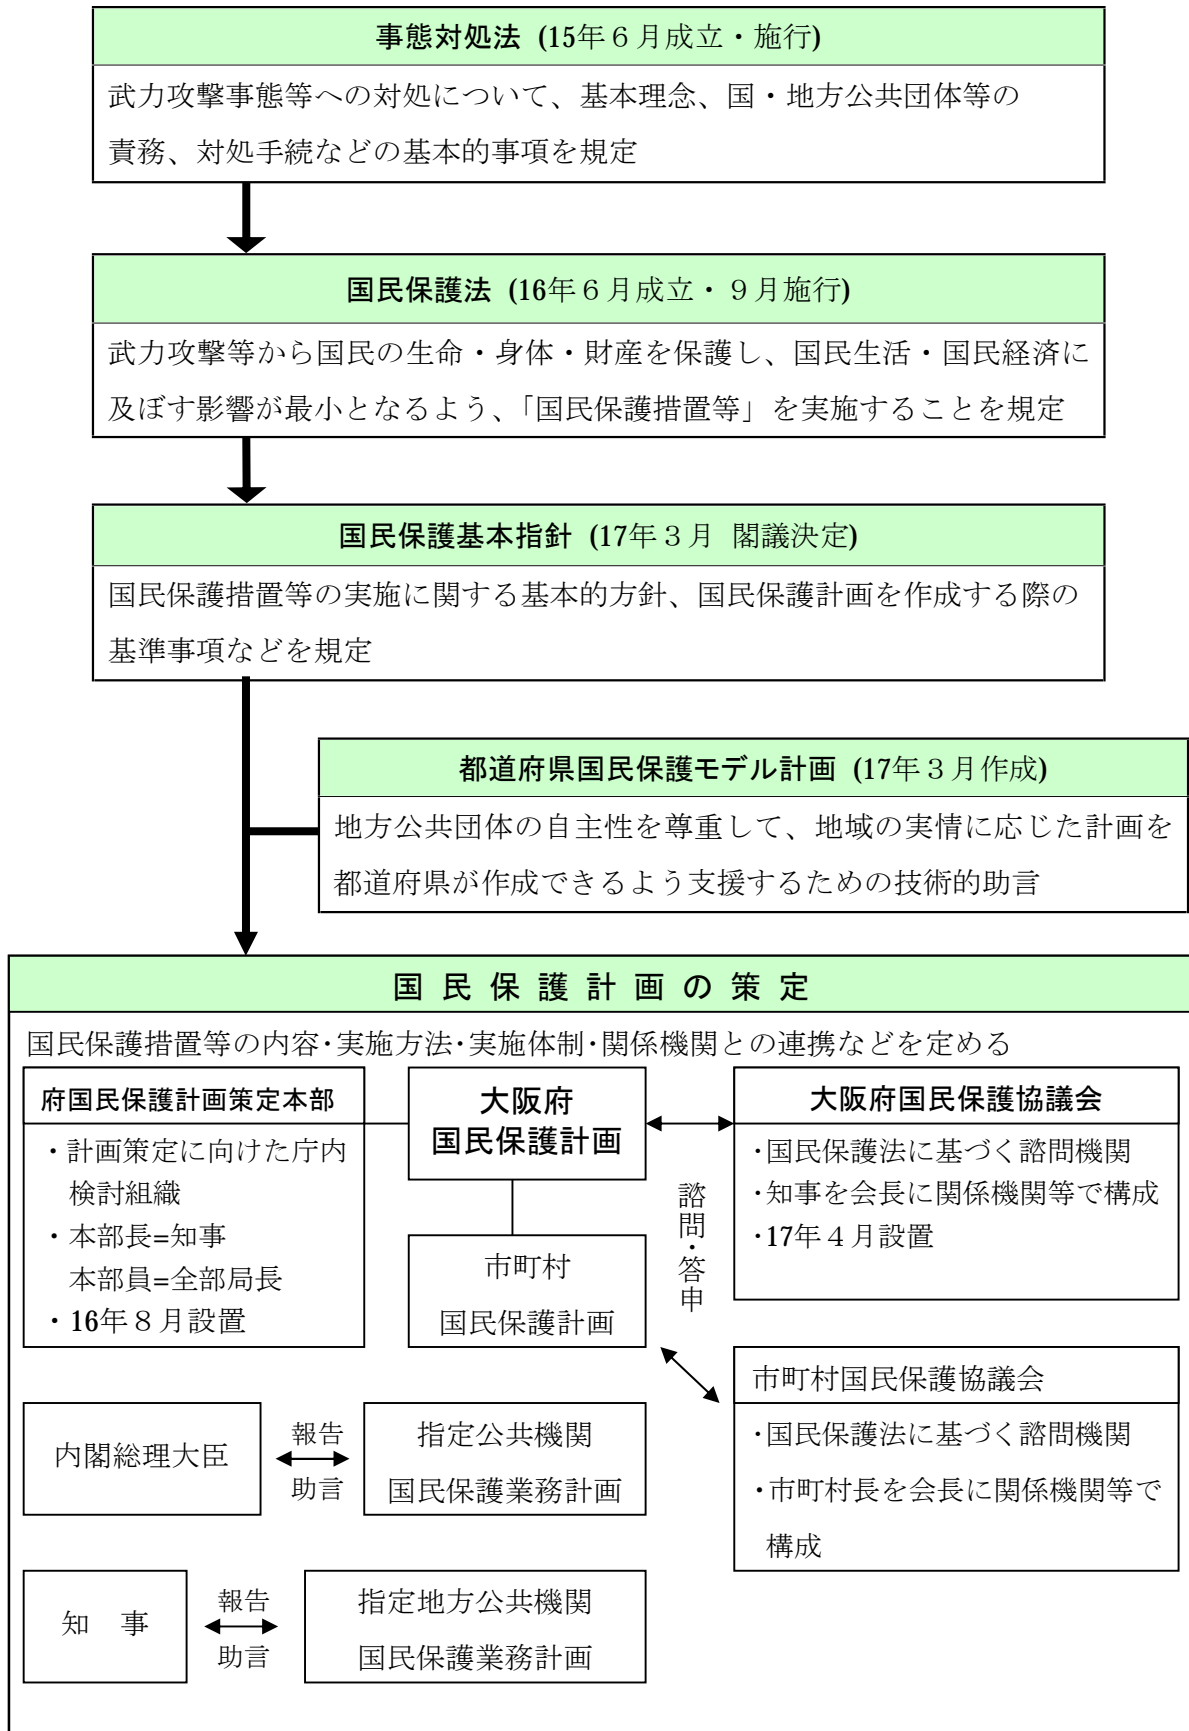 事態対処法 (15年６月成立・施行)
武力攻撃事態等への対処について、基本理念、国・地方公共団体等の
責務、対処手続などの基本的事項を規定
国民保護法 (16年６月成立・９月施行)
武力攻撃等から国民の生命・身体・財産を保護し、国民生活・国民経済に
及ぼす影響が最小となるよう、「国民保護措置等」を実施することを規定
国民保護基本指針 (17年３月 閣議決定)
国民保護措置等の実施に関する基本的方針、国民保護計画を作成する際の
基準事項などを規定
都道府県国民保護モデル計画 (17年３月作成)
地方公共団体の自主性を尊重して、地域の実情に応じた計画を
都道府県が作成できるよう支援するための技術的助言
国民保護計画の策定
国民保護措置等の内容･実施方法･実施体制･関係機関との連携などを定める
府国民保護計画策定本部
・計画策定に向けた庁内
検討組織
・本部長=知事
本部員=全部局長
・16年８月設置
大阪府
国民保護計画
市町村
国民保護計画
諮問・答申
大阪府国民保護協議会
･国民保護法に基づく諮問機関
･知事を会長に関係機関等で構成
･17年４月設置
市町村国民保護協議会
･国民保護法に基づく諮問機関
･市町村長を会長に関係機関等で
構成
内閣総理大臣
報告
助言
指定公共機関
国民保護業務計画
知　事
報告
助言
指定地方公共機関
国民保護業務計画